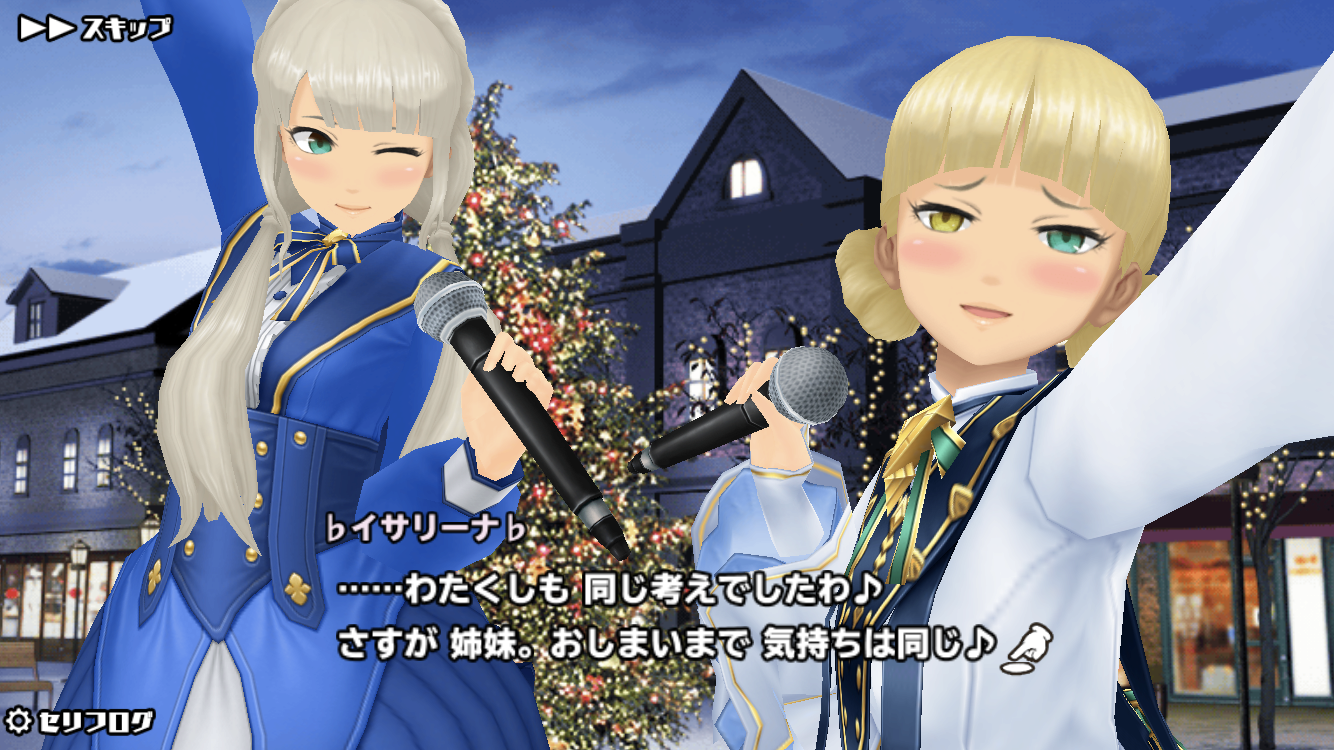 スキップ
♭イサリーナ♭
……わたくしも 同じ考えでしたわ♪
さすが 姉妹。おしまいまで 気持ちは同じ♪
セリフログ